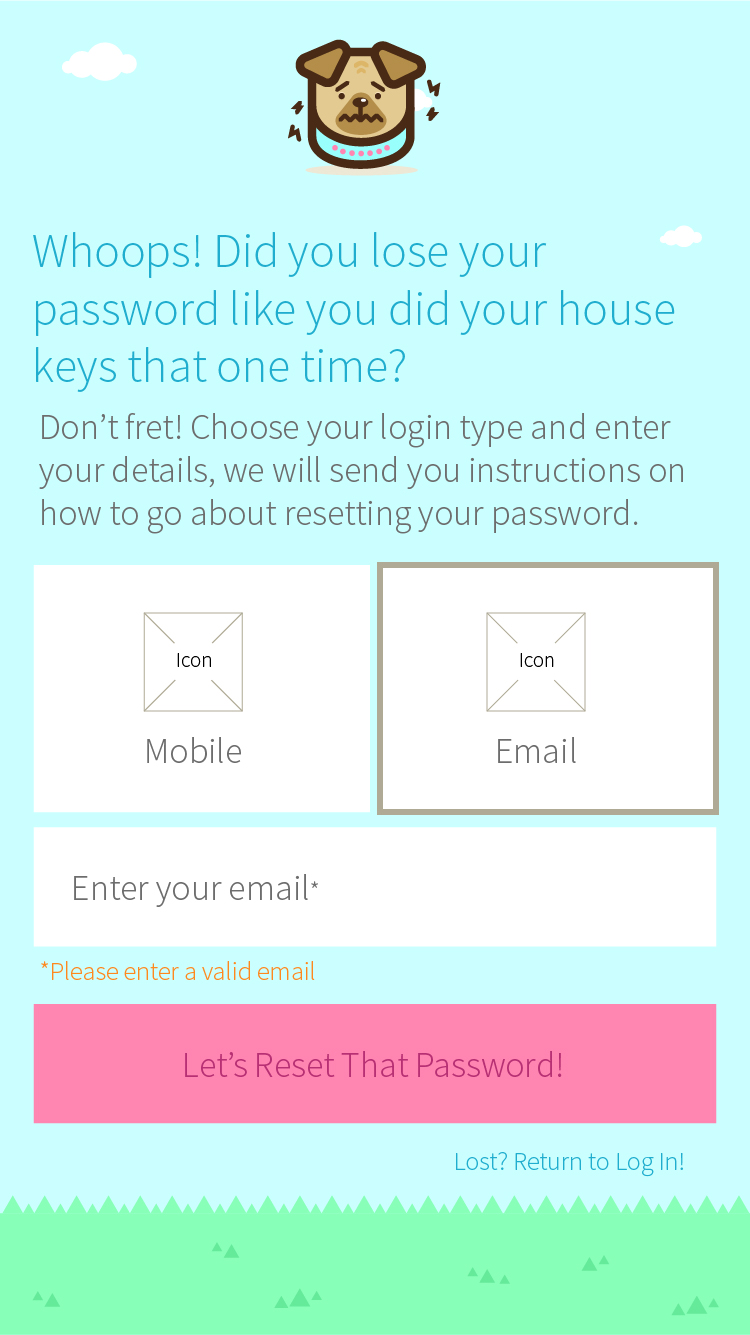 Whoops! Did you lose your
password like you did your house
keys that one time?
Don’t fret! Choose your login type and enter
your details, we will send you instructions on
how to go about resetting your password.
Icon
Icon
Mobile
Email
Enter your email*
*Please enter a valid email
Let’s Reset That Password!
Lost? Return to Log In!